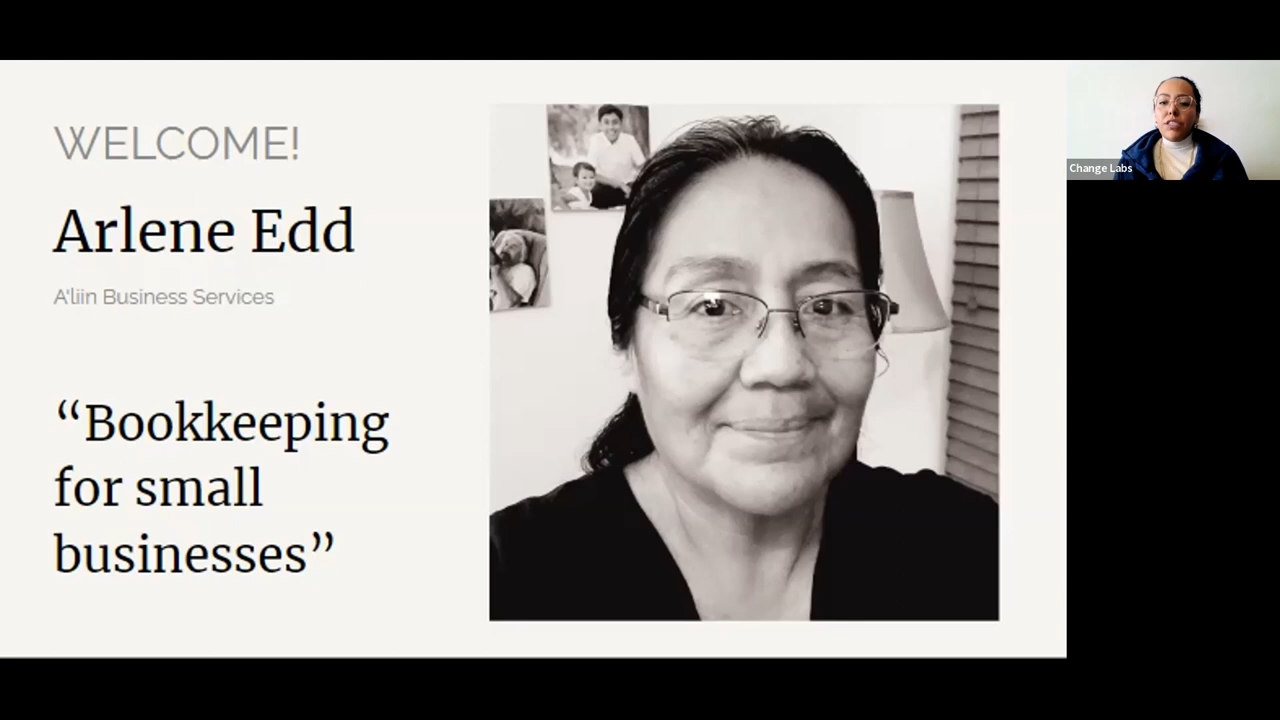 WELCOME!
Arlene Edd
A'liin Business Services
“Bookkeeping
for small
businesses”
Change Labs